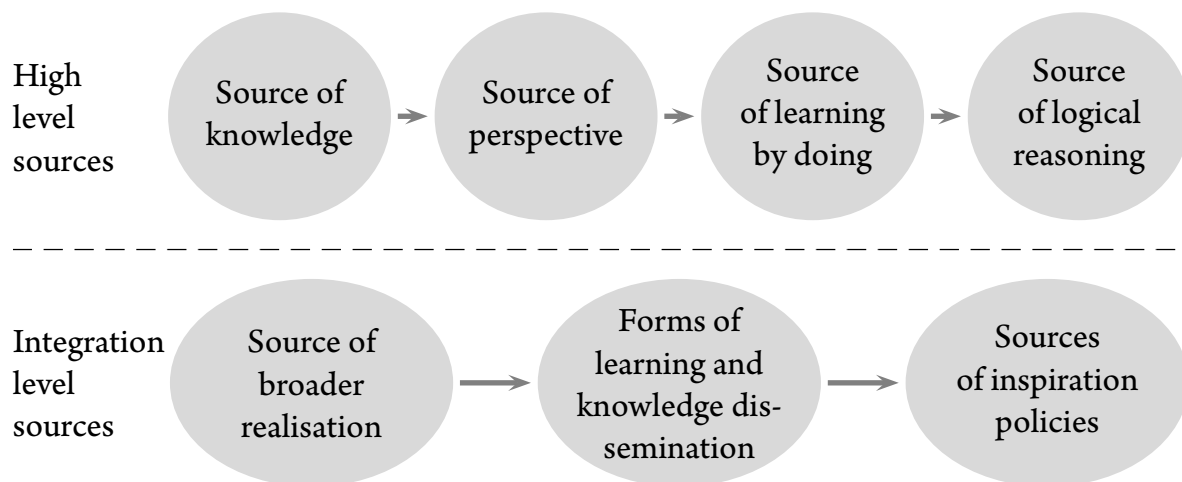 High
level
sources
Source of
knowledge
Source of
perspective
Source
of learning
by doing
Source
of logical
reasoning
Integration
level
sources
Source of
broader
realisation
Forms of
learning and
knowledge dis-
semination
Sources
of inspiration
policies